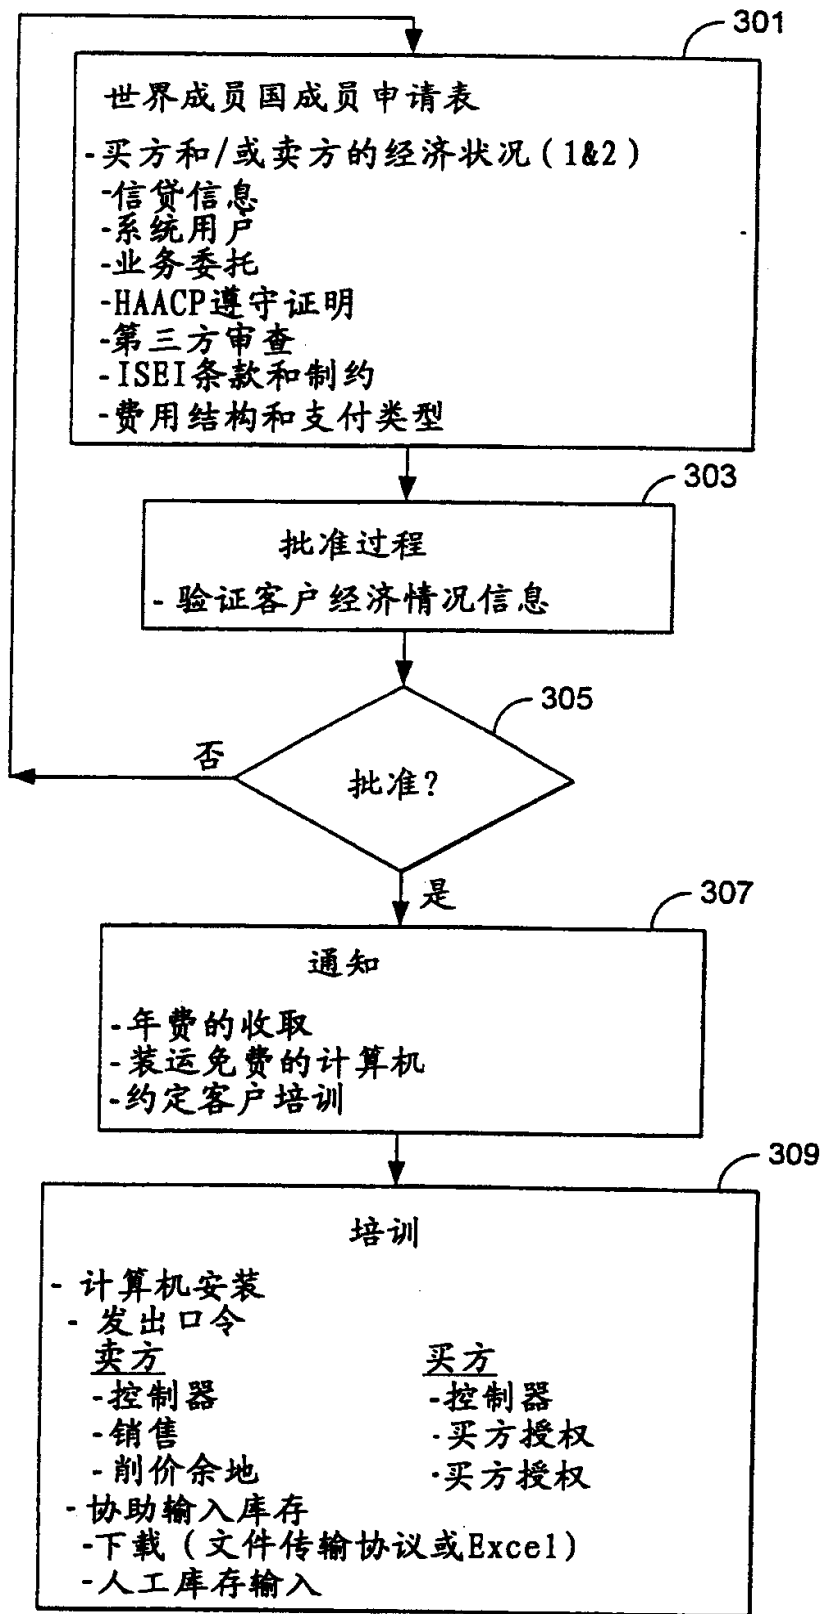 301
世界成员国成员申请表
-买方和/或卖方的经济状况(1&2)
-信贷信息
-系统用户
-业务委托
-HAACP遵守证明
-第三方审查
-ISEI条款和制约
-费用结构和支付类型
303
批准过程
- 验证客户经济情况信息
305
否
批准?
是
307
通知
-年费的收取
-装运免费的计算机
-约定客户培训
309
培训
- 计算机安装
- 发出口令
卖方 买方
-控制器 -控制器
-销售 -买方授权
-削价余地 -买方授权
-协助输入库存
-下载(文件传输协议或Excel)
-人工库存输入